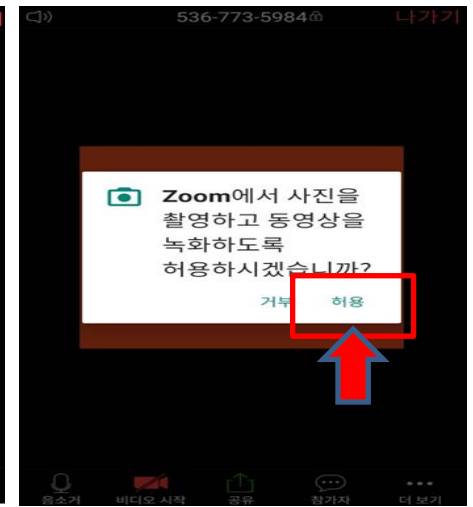 536-773-5984
나가기
Zoom에서 사진을
촬영하고 동영상을
녹화하도록
허용하시겠습니까?
거부 허용
음소거 비디오 시작 공유 참가자 더 보기